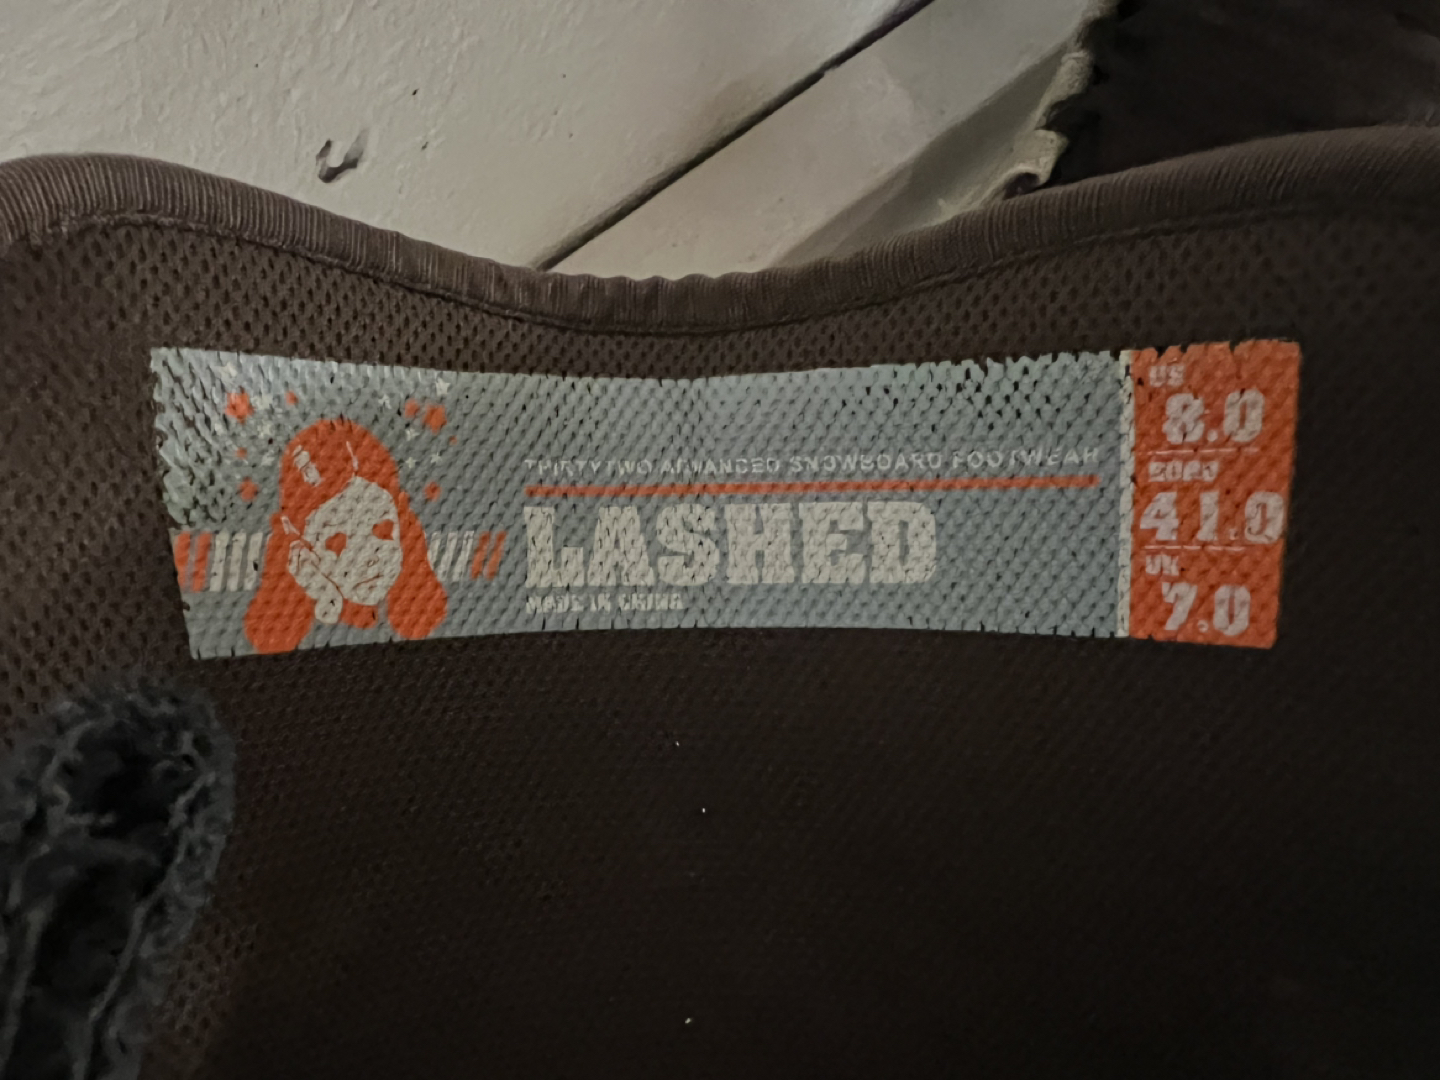 THIRTYTWO ADVANCED SNOWBOARD FOOTWEAR
LASHED
MADE IN CHINA
US
8.0
EURO
41.0
UK
7.0